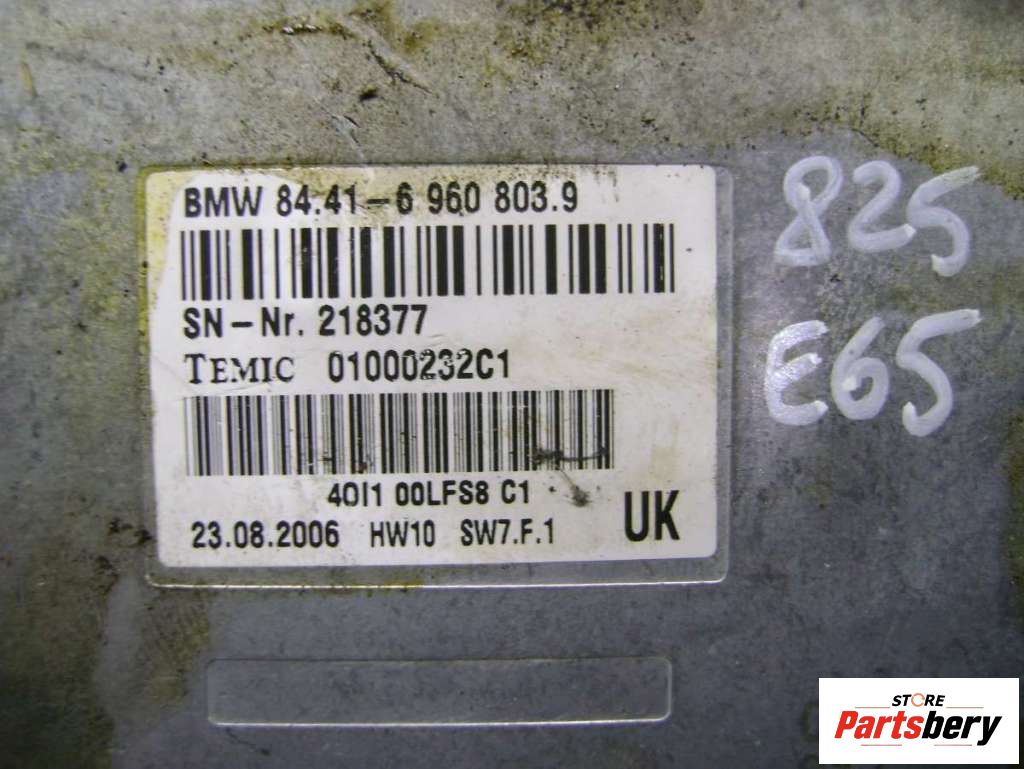 BMW 84.41-6 960 803.9
SN-Nr. 218377
TEMIC 01000232C1
40I1 00LFS8 C1
23.08.2006 HW10 SW7.F.1 UK
825
E65
STORE
Partsbery